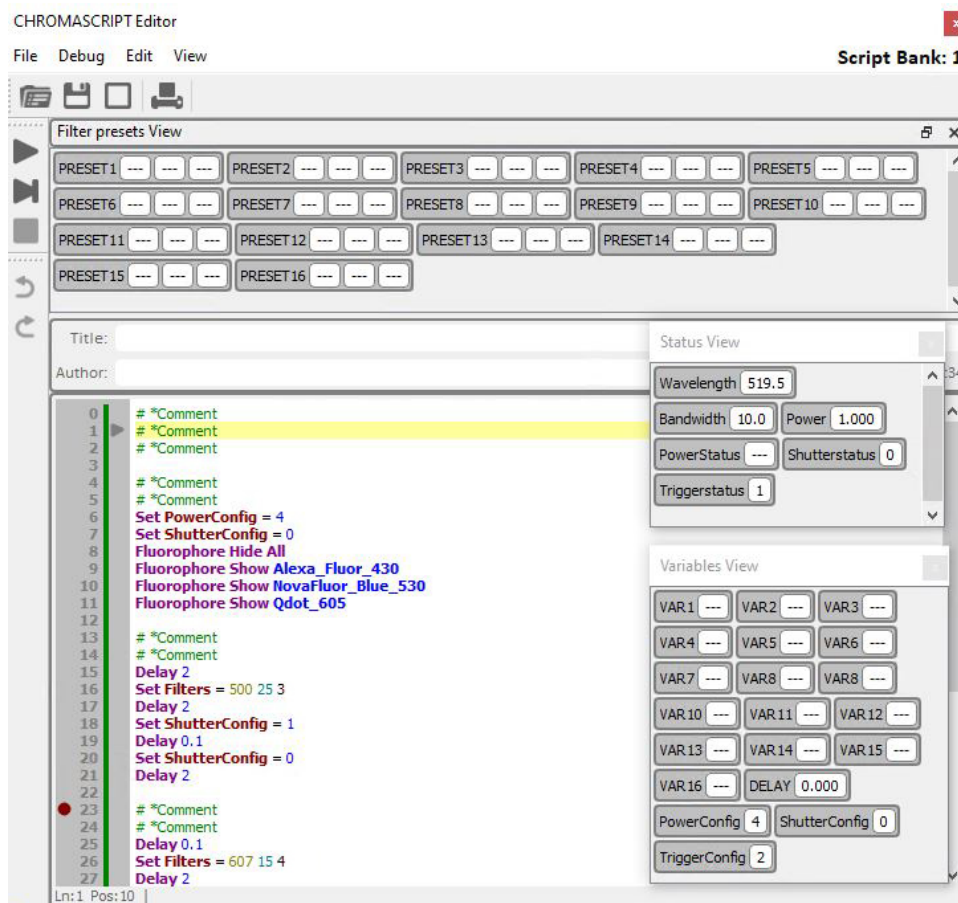 CHROMASCRIPT Editor
File Debug Edit View
Script Bank: 1
Filter presets View
PRESET1 --- --- --- PRESET2 --- --- --- PRESET3 --- --- --- PRESET4 --- --- --- PRESET5 --- --- ---
PRESET6 --- --- --- PRESET7 --- --- --- PRESET8 --- --- --- PRESET9 --- --- --- PRESET10 --- --- ---
PRESET11 --- --- --- PRESET12 --- --- --- PRESET13 --- --- --- PRESET14 --- --- ---
PRESET15 --- --- --- PRESET16 --- --- ---
Title:
Author:
0 # *Comment
1 # *Comment
2 # *Comment
3
4 # *Comment
5 # *Comment
6 Set PowerConfig = 4
7 Set ShutterConfig = 0
8 Fluorophore Hide All
9 Fluorophore Show Alexa_Fluor_430
10 Fluorophore Show NovaFluor_Blue_530
11 Fluorophore Show Qdot_605
12
13 # *Comment
14 # *Comment
15 Delay 2
16 Set Filters = 500 25 3
17 Delay 2
18 Set ShutterConfig = 1
19 Delay 0.1
20 Set ShutterConfig = 0
21 Delay 2
22
23 # *Comment
24 # *Comment
25 Delay 0.1
26 Set Filters = 607 15 4
27 Delay 2
Ln:1 Pos:10
Status View
Wavelength 519.5
Bandwidth 10.0 Power 1.000
PowerStatus --- Shutterstatus 0
Triggerstatus 1
Variables View
VAR1 --- VAR2 --- VAR3 ---
VAR4 --- VAR5 --- VAR6 ---
VAR7 --- VAR8 --- VAR8 ---
VAR10 --- VAR11 --- VAR12 ---
VAR13 --- VAR14 --- VAR15 ---
VAR16 --- DELAY 0.000
PowerConfig 4 ShutterConfig 0
TriggerConfig 2